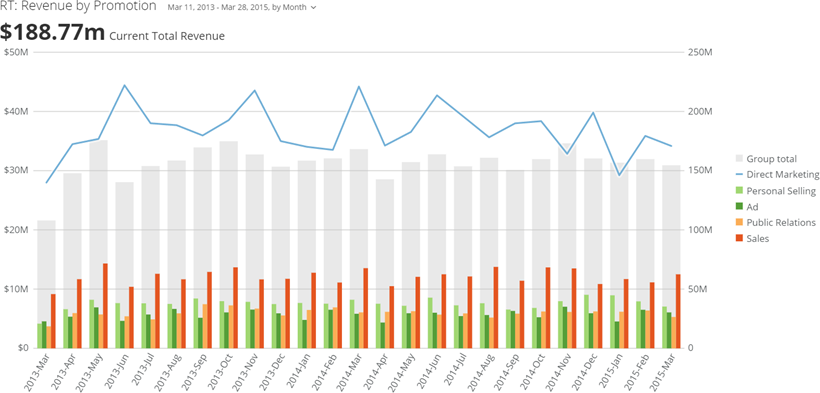 RT: Revenue by Promotion Mar 11, 2013 - Mar 28, 2015, by Month
$188.77m Current Total Revenue
$50M 250M
$40M 200M
$30M 150M
$20M 100M
$10M 50M
$0 0
Group total
Direct Marketing
Personal Selling
Ad
Public Relations
Sales
2013-Mar 2013-Apr 2013-May 2013-Jun 2013-Jul 2013-Aug 2013-Sep 2013-Oct 2013-Nov 2013-Dec 2014-Jan 2014-Feb 2014-Mar 2014-Apr 2014-May 2014-Jun 2014-Jul 2014-Aug 2014-Sep 2014-Oct 2014-Nov 2014-Dec 2015-Jan 2015-Feb 2015-Mar